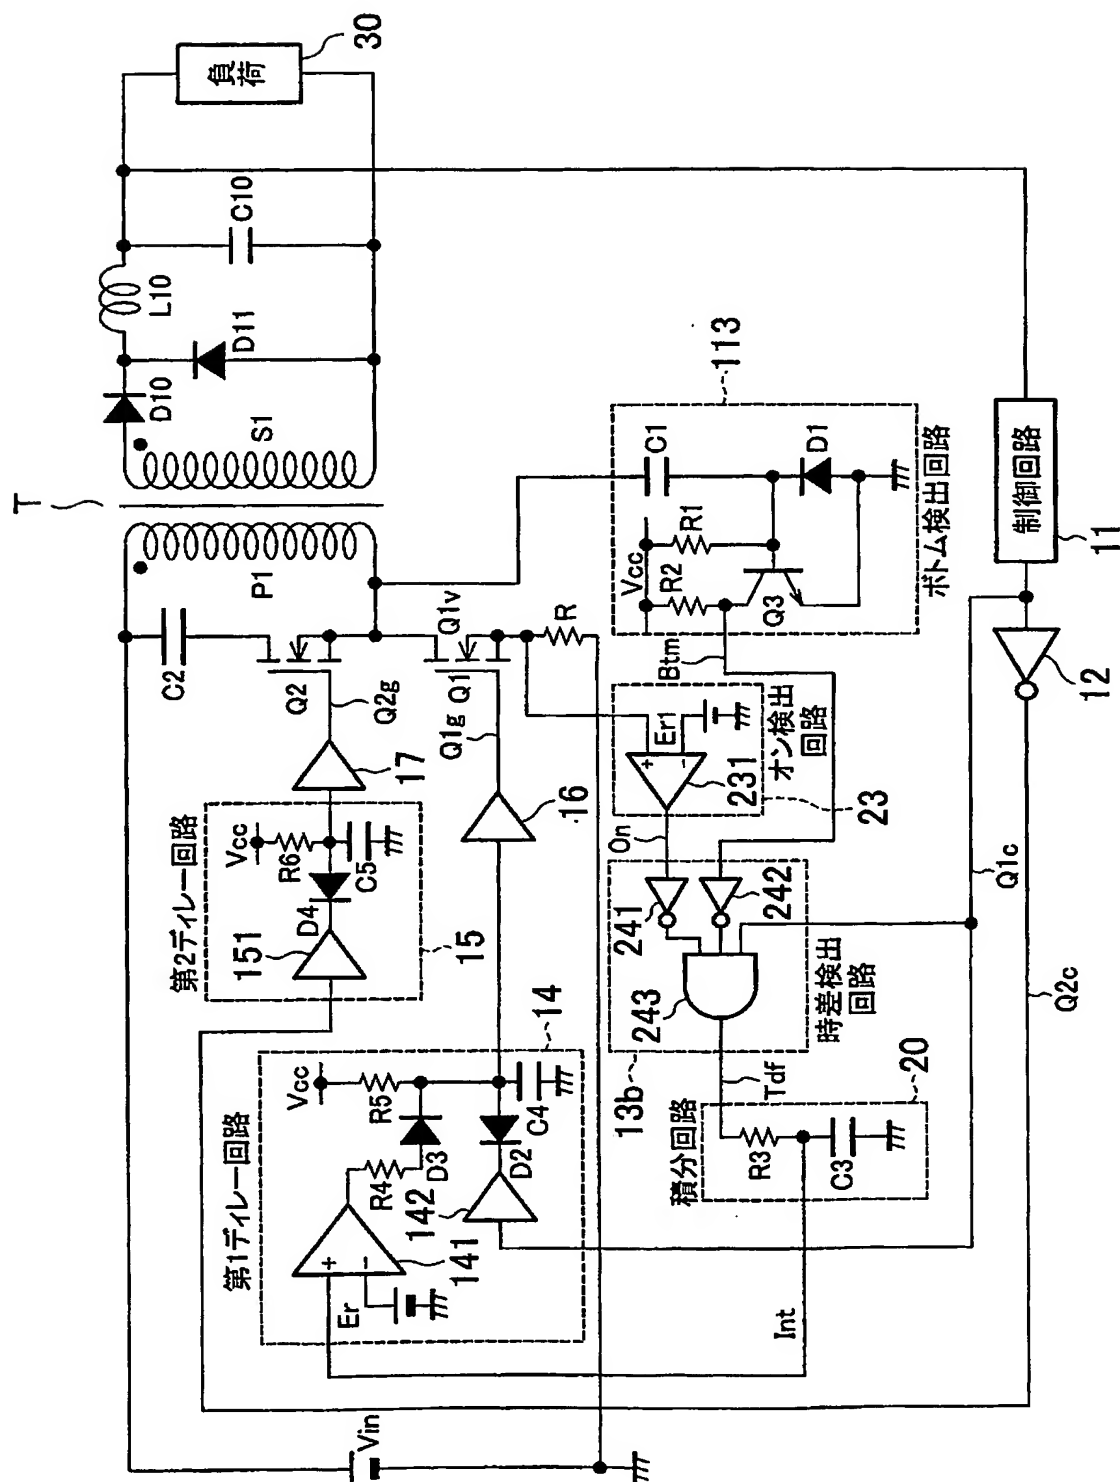 T
30
負荷
C10
L10
D11
D10
S1
P1
C2
Q2
Q2g
Q1v
Q1
Q1g
R
17
16
第2ディレー回路
Vcc
R6
C5
D4
151
15
第1ディレー回路
14
Vcc
R5
C4
D3
D2
R4
142
141
Er
Vin
113
ボトム検出回路
C1
D1
R1
Vcc
R2
Q3
Btm
オン検出
回路
Er1
231
23
On
241
242
243
時差検出
回路
13b
Tdf
20
積分回路
R3
C3
Int
制御回路
11
12
Q1c
Q2c
+
-
+
-